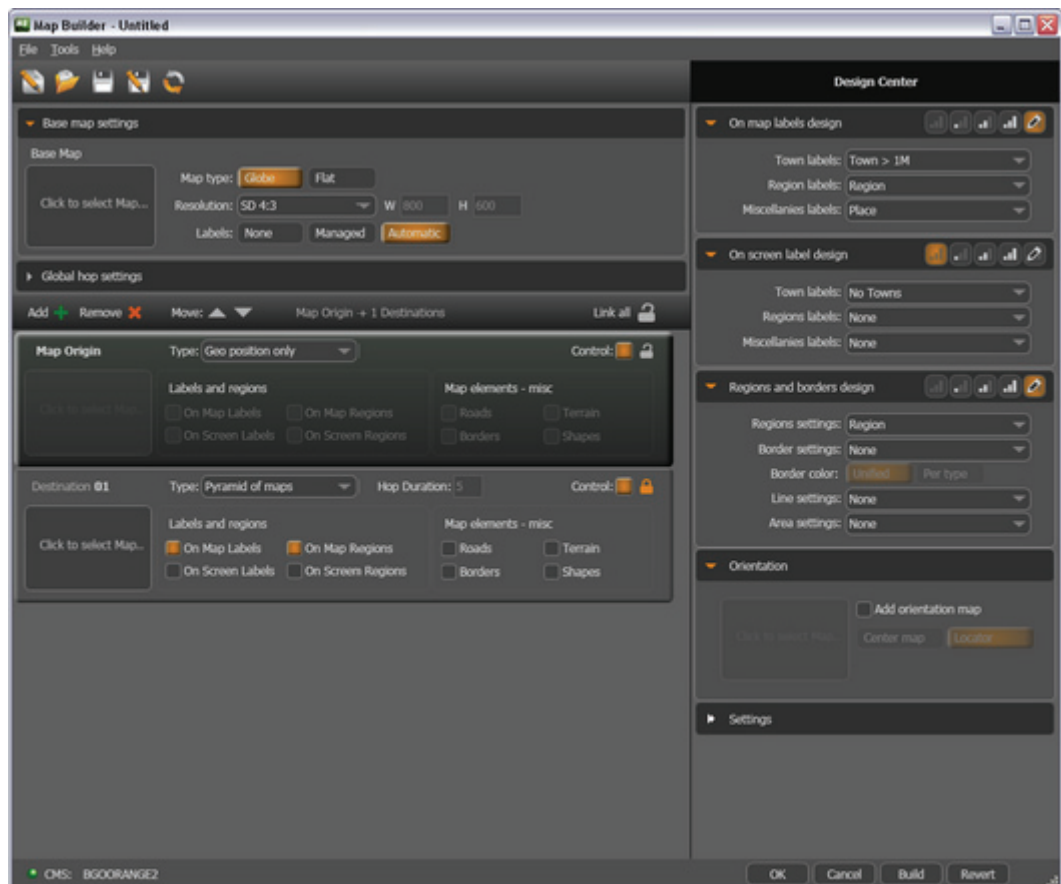 Map Builder - Untitled
File Tools Help
Design Center
Base map settings
Base Map
Click to select Map...
Map type: Globe Flat
Resolution: SD 4:3 W 800 H 600
Labels: None Managed Automatic
Global hop settings
Add Remove Move: Map Origin + 1 Destinations Link all
Map Origin Type: Geo position only Control:
Click to select Map...
Labels and regions Map elements - misc
On Map Labels On Map Regions Roads Terrain
On Screen Labels On Screen Regions Borders Shapes
Destination 01 Type: Pyramid of maps Hop Duration: 5 Control:
Click to select Map...
Labels and regions Map elements - misc
On Map Labels On Map Regions Roads Terrain
On Screen Labels On Screen Regions Borders Shapes
On map labels design
Town labels: Town > 1M
Region labels: Region
Miscellanies labels: Place
On screen label design
Town labels: No Towns
Regions labels: None
Miscellanies labels: None
Regions and borders design
Regions settings: Region
Border settings: None
Border color: Unified Per type
Line settings: None
Area settings: None
Orientation
Click to select Map...
Add orientation map
Center map Locator
Settings
CMS: BGOORANGE2
OK Cancel Build Revert